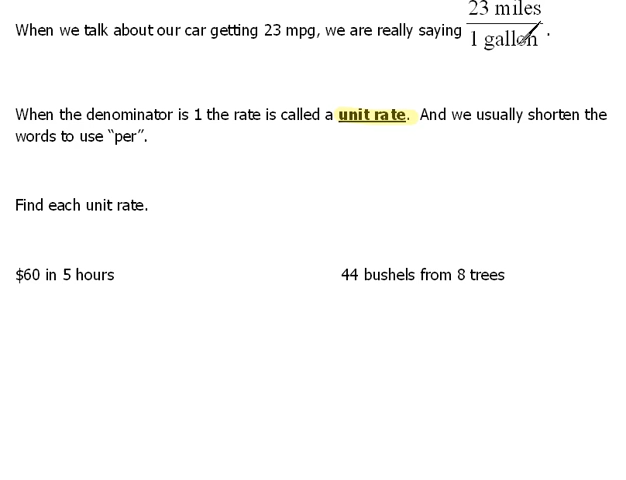 When we talk about our car getting 23 mpg, we are really saying 23 miles / 1 gallon .
When the denominator is 1 the rate is called a unit rate. And we usually shorten the
words to use “per”.
Find each unit rate.
$60 in 5 hours 44 bushels from 8 trees